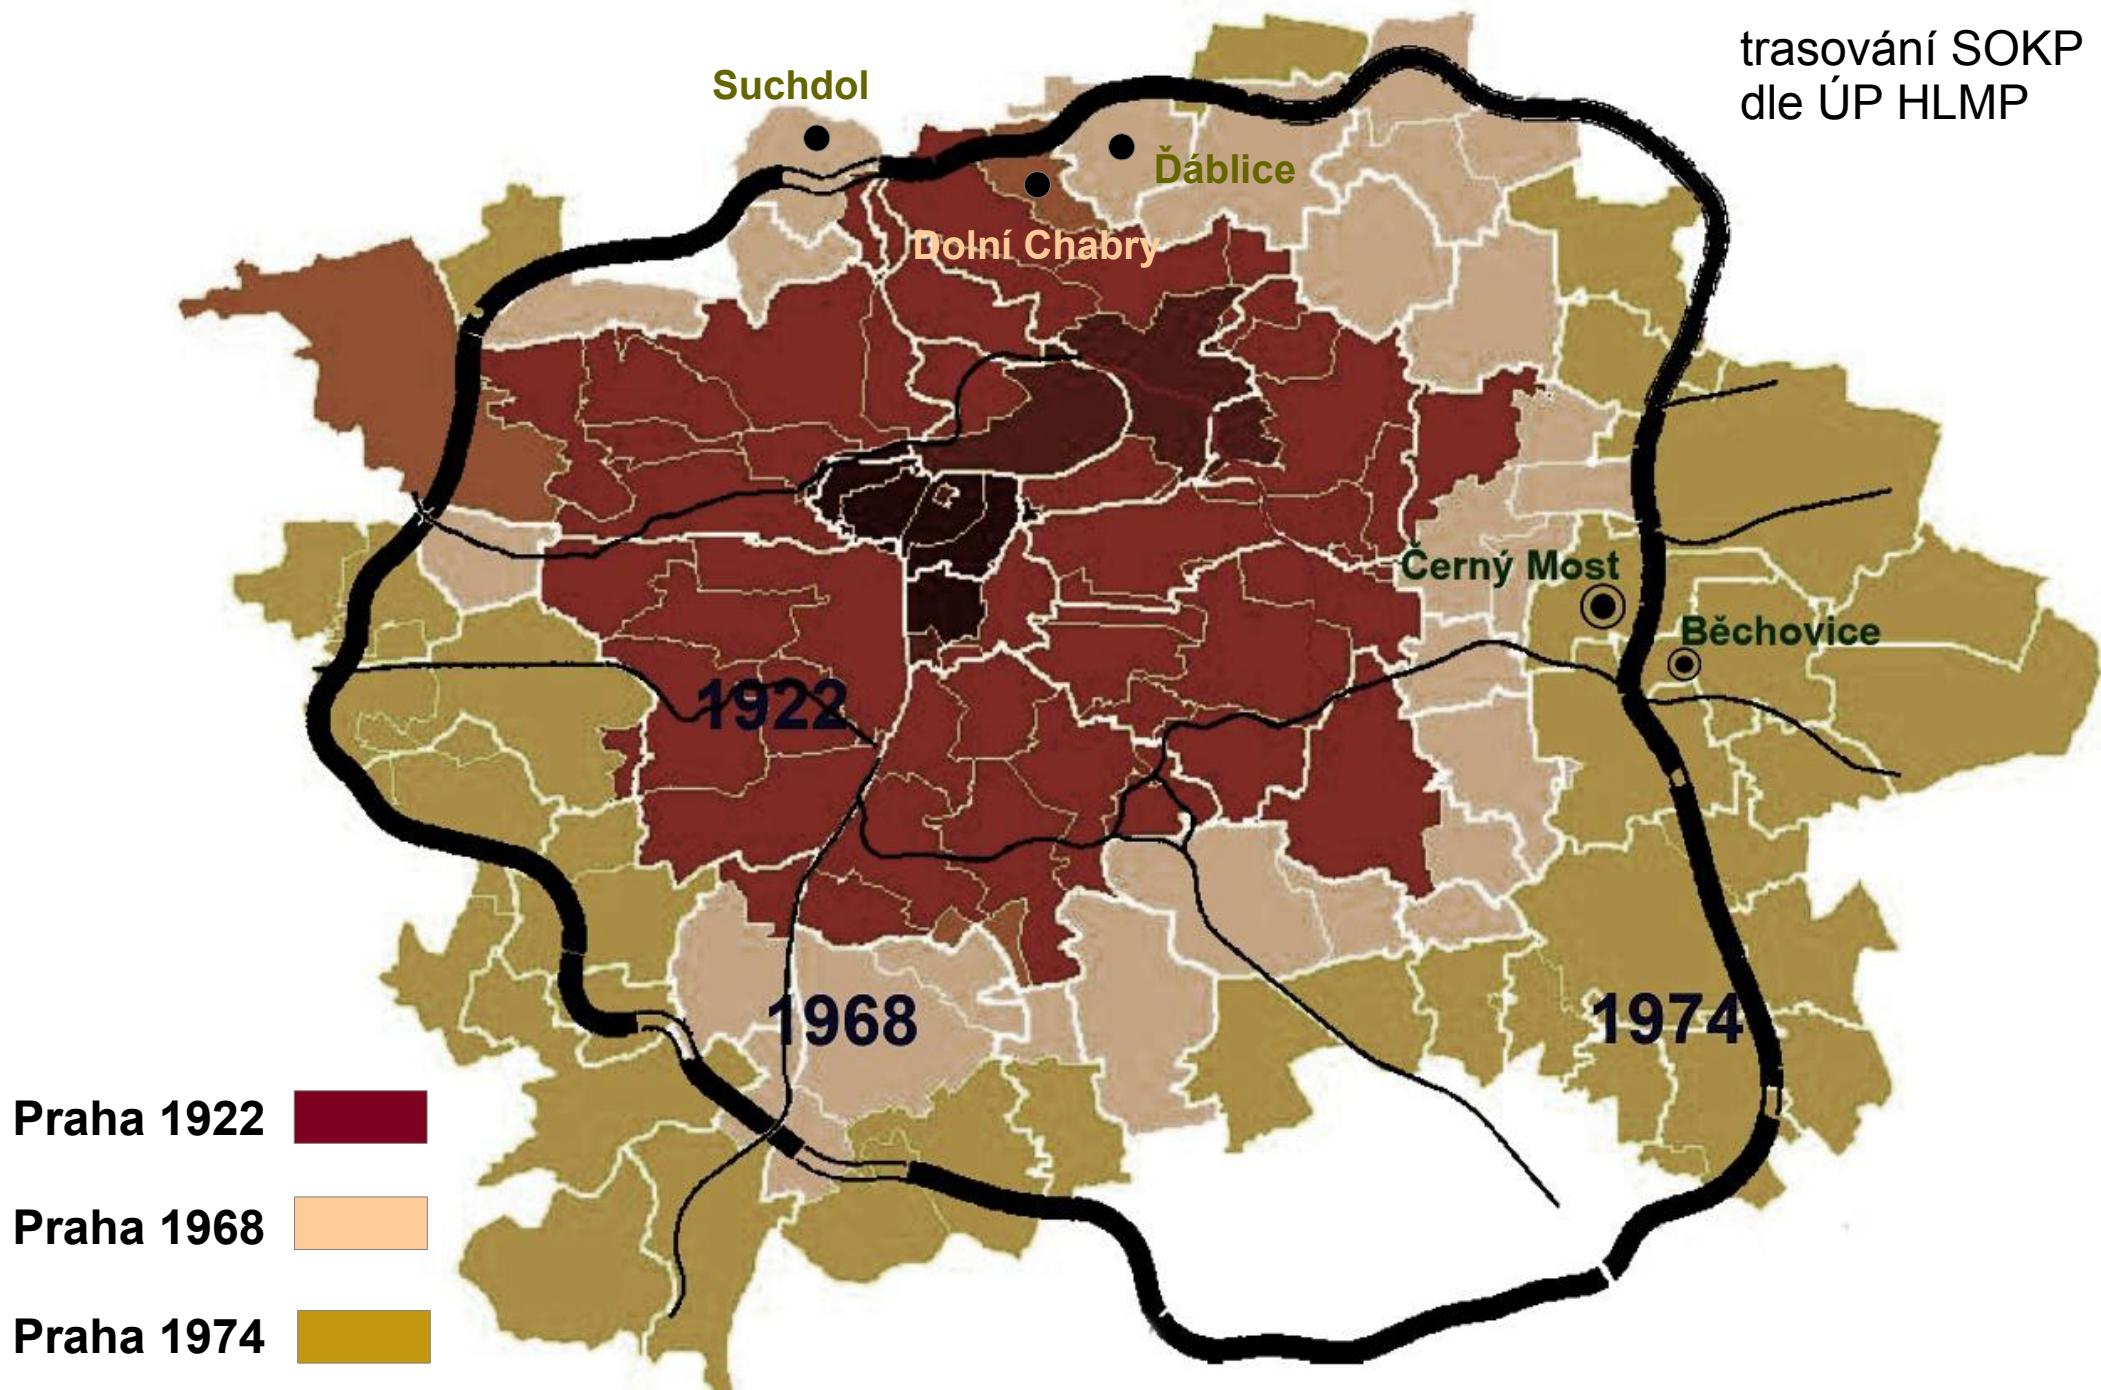 trasování SOKP
dle ÚP HLMP
Suchdol
Ďáblice
Dolní Chabry
Černý Most
Běchovice
1922
1968
1974
Praha 1922
Praha 1968
Praha 1974